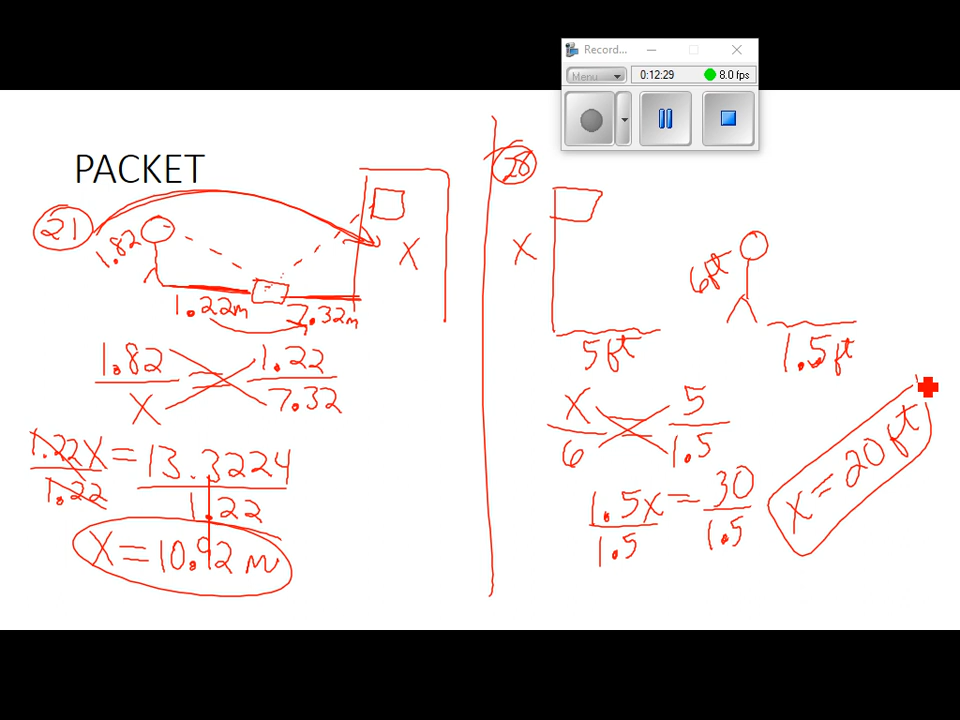 Record...
Menu
0:12:29
8.0 fps
PACKET
21
1.82
X
1.22m
7.32m
1.82 1.22
X 7.32
1.22X = 13.3224
1.22 1.22
X = 10.92 m
28
X
6ft
5ft
1.5ft
X 5
6 1.5
1.5x = 30
1.5 1.5
X = 20 ft